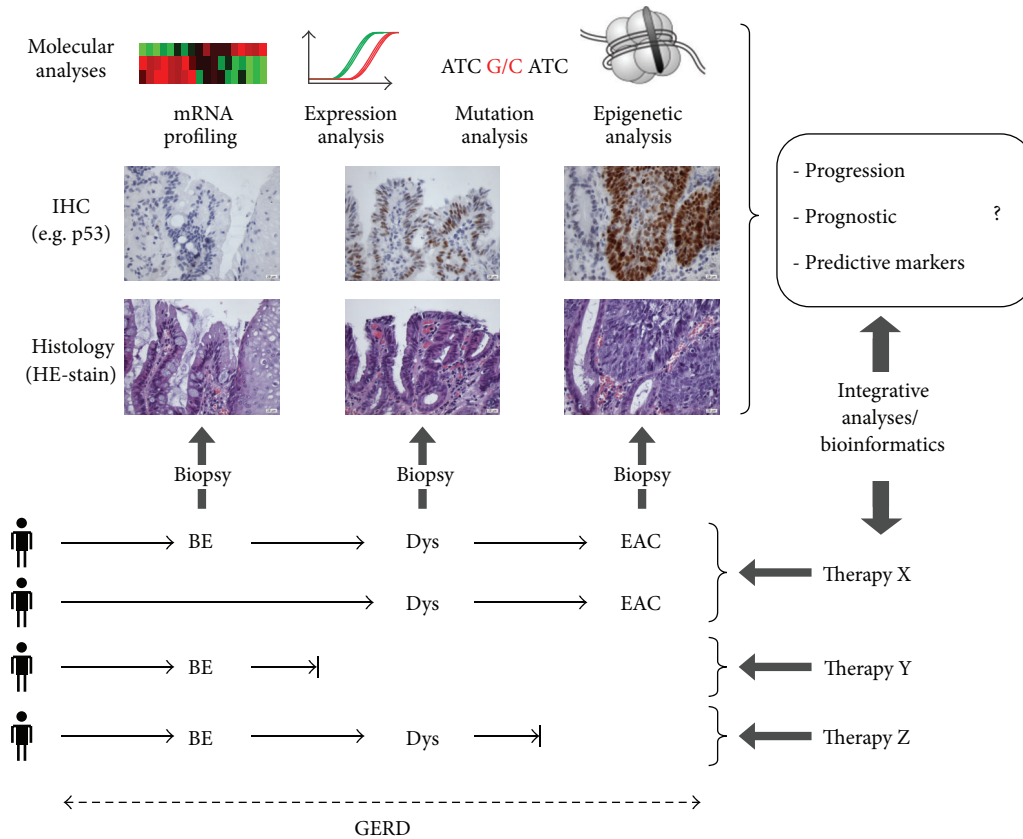 Molecular
analyses
ATC G/C ATC
mRNA
profiling
Expression
analysis
Mutation
analysis
Epigenetic
analysis
IHC
(e.g. p53)
- Progression
- Prognostic ?
- Predictive markers
Histology
(HE-stain)
Integrative
analyses/
bioinformatics
Biopsy Biopsy Biopsy
BE Dys EAC
Therapy X
Dys EAC
BE Therapy Y
BE Dys Therapy Z
GERD